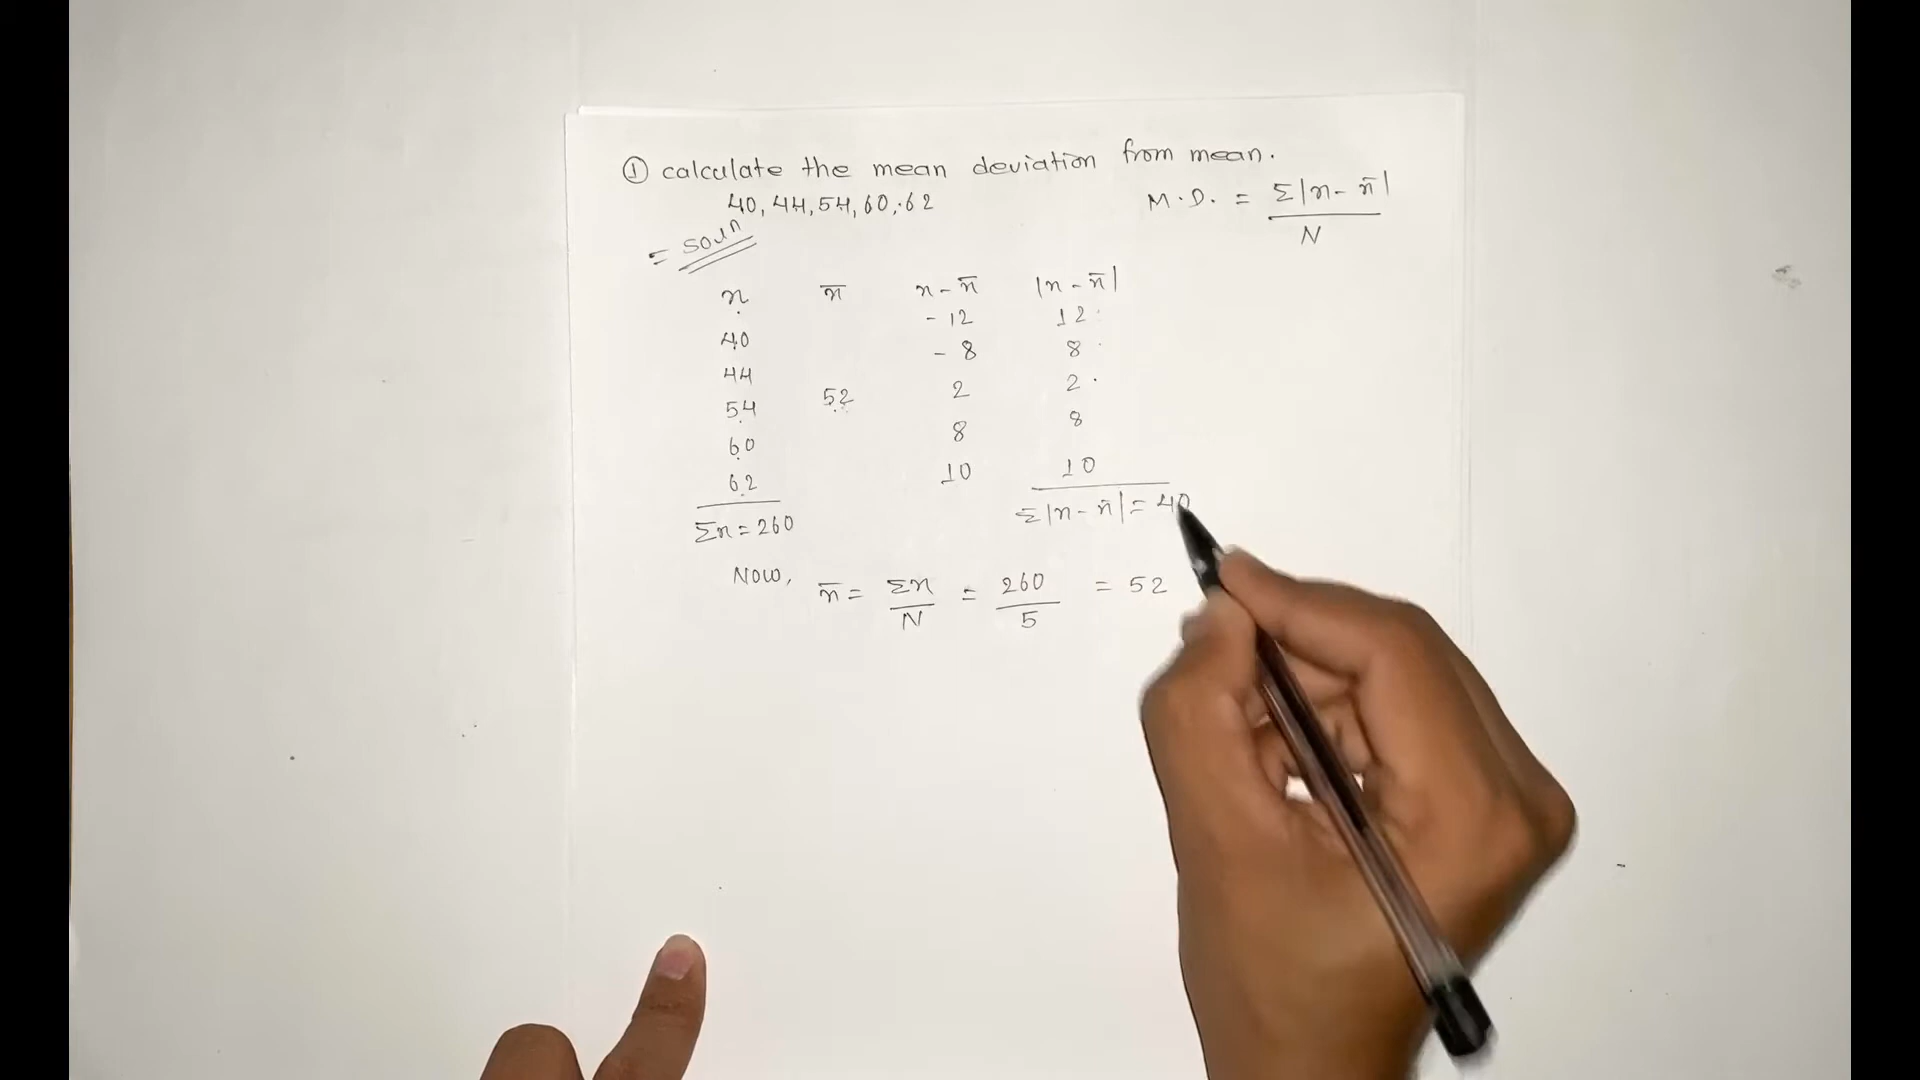 ① calculate the mean deviation from mean.
40, 44, 54, 60, 62
M.D. = Σ|x - x̄| / N
= Solⁿ
x x̄ x - x̄ |x - x̄|
40 -12 12
44 -8 8
54 52 2 2
60 8 8
62 10 10
Σx = 260 Σ|x - x̄| = 40
Now, x̄ = Σx / N = 260 / 5 = 52